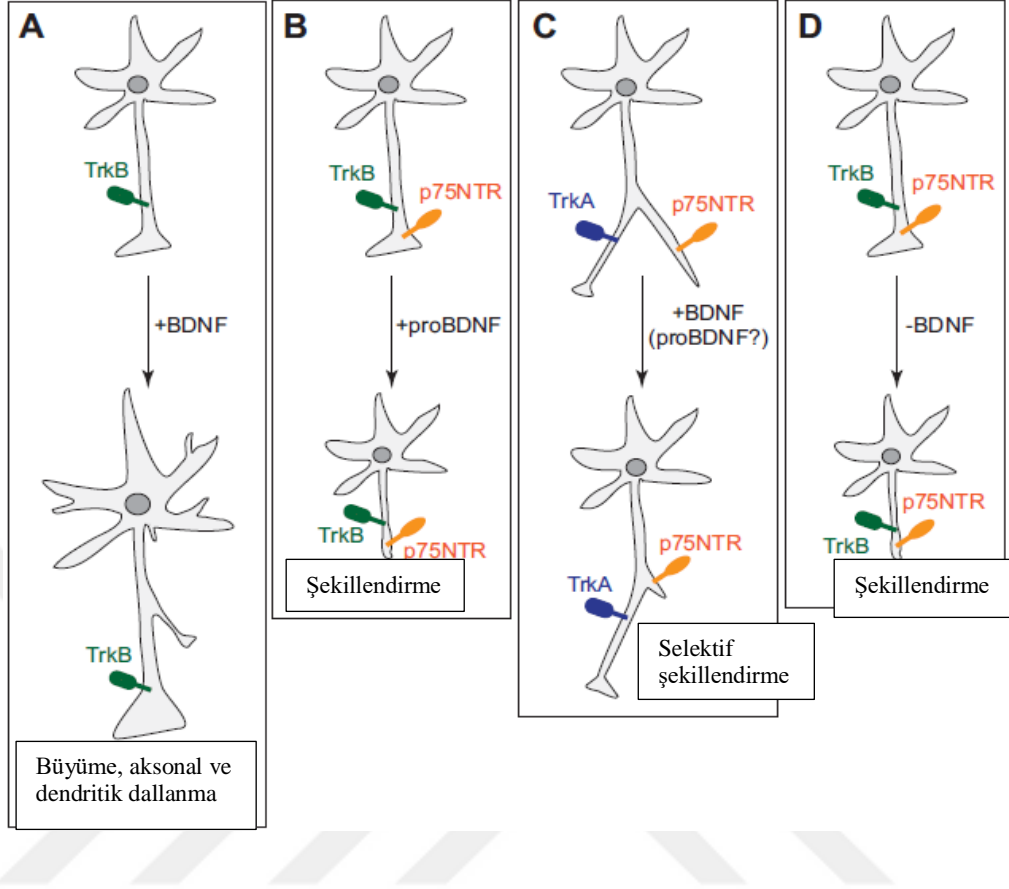 A
TrkB
+BDNF
TrkB
Büyüme, aksonal ve
dendritik dallanma
B
TrkB
p75NTR
+proBDNF
TrkB
p75NTR
Şekillendirme
C
TrkA
p75NTR
+BDNF
(proBDNF?)
p75NTR
TrkA
Selektif
şekillendirme
D
TrkB
p75NTR
-BDNF
p75NTR
TrkB
Şekillendirme